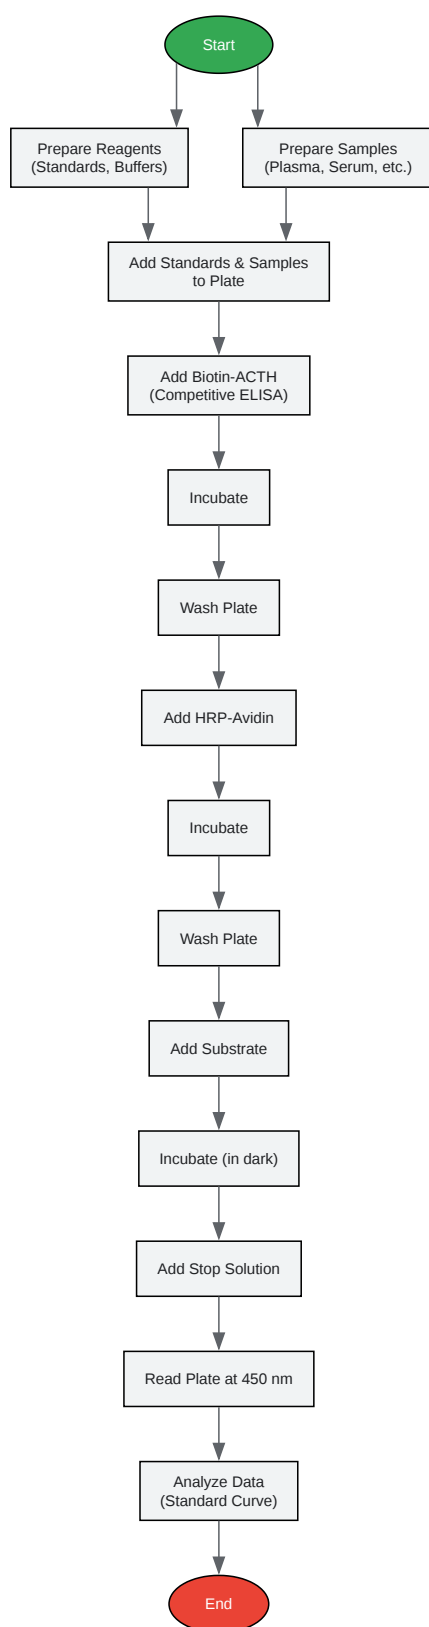 Start
Prepare Reagents
(Standards, Buffers)
Prepare Samples
(Plasma, Serum, etc.)
Add Standards & Samples
to Plate
Add Biotin-ACTH
(Competitive ELISA)
Incubate
Wash Plate
Add HRP-Avidin
Incubate
Wash Plate
Add Substrate
Incubate (in dark)
Add Stop Solution
Read Plate at 450 nm
Analyze Data
(Standard Curve)
End